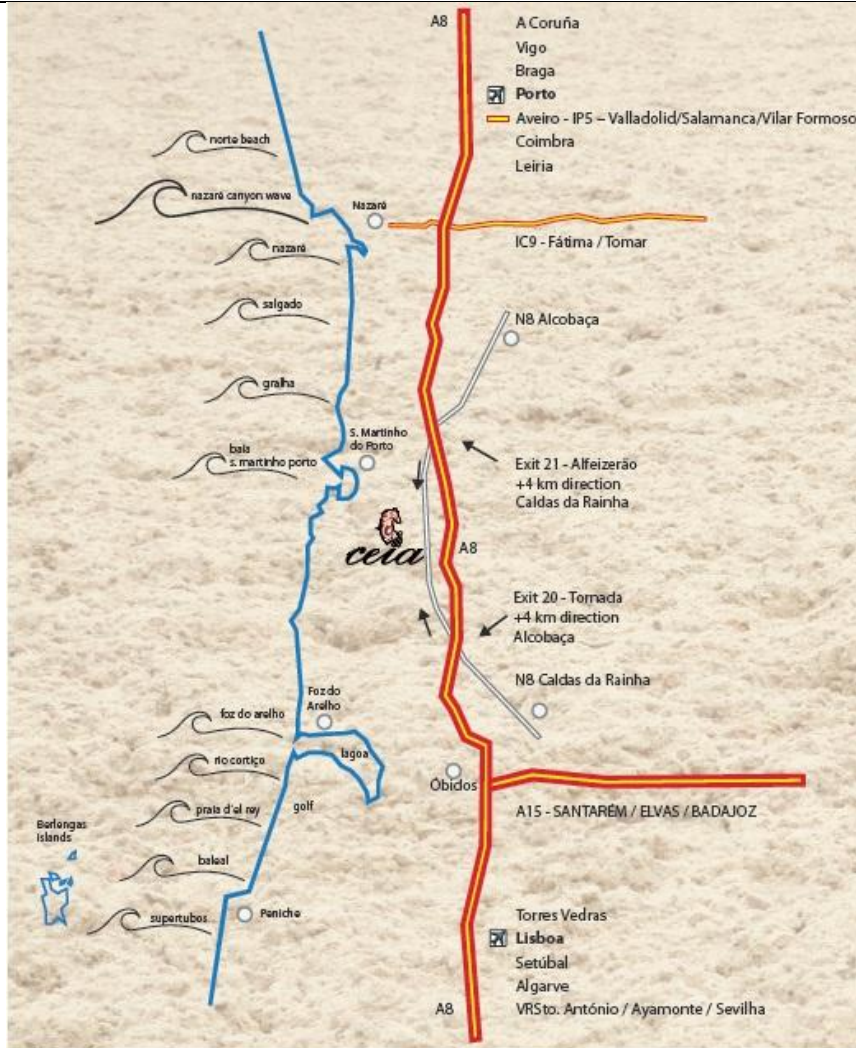 A8
A Coruña
Vigo
Braga
Porto
Aveiro - IP5 – Valladolid/Salamanca/Vilar Formoso
Coimbra
Leiria
norte beach
nazaré canyon wave
Nazaré
IC9 - Fátima / Tomar
nazaré
salgado
N8 Alcobaça
gralha
S. Martinho
do Porto
baia
s. martinho porto
Exit 21 - Alfeizerão
+4 km direction
Caldas da Rainha
ceia
A8
Exit 20 - Tornada
+4 km direction
Alcobaça
N8 Caldas da Rainha
Foz do
Arelho
foz do arelho
lagoa
rio cortiço
Óbidos
golf
praia d'el rey
A15 - SANTARÉM / ELVAS / BADAJOZ
Berlengas
Islands
baleal
supertubos
Peniche
Torres Vedras
Lisboa
Setúbal
Algarve
A8
VRSto. António / Ayamonte / Sevilha